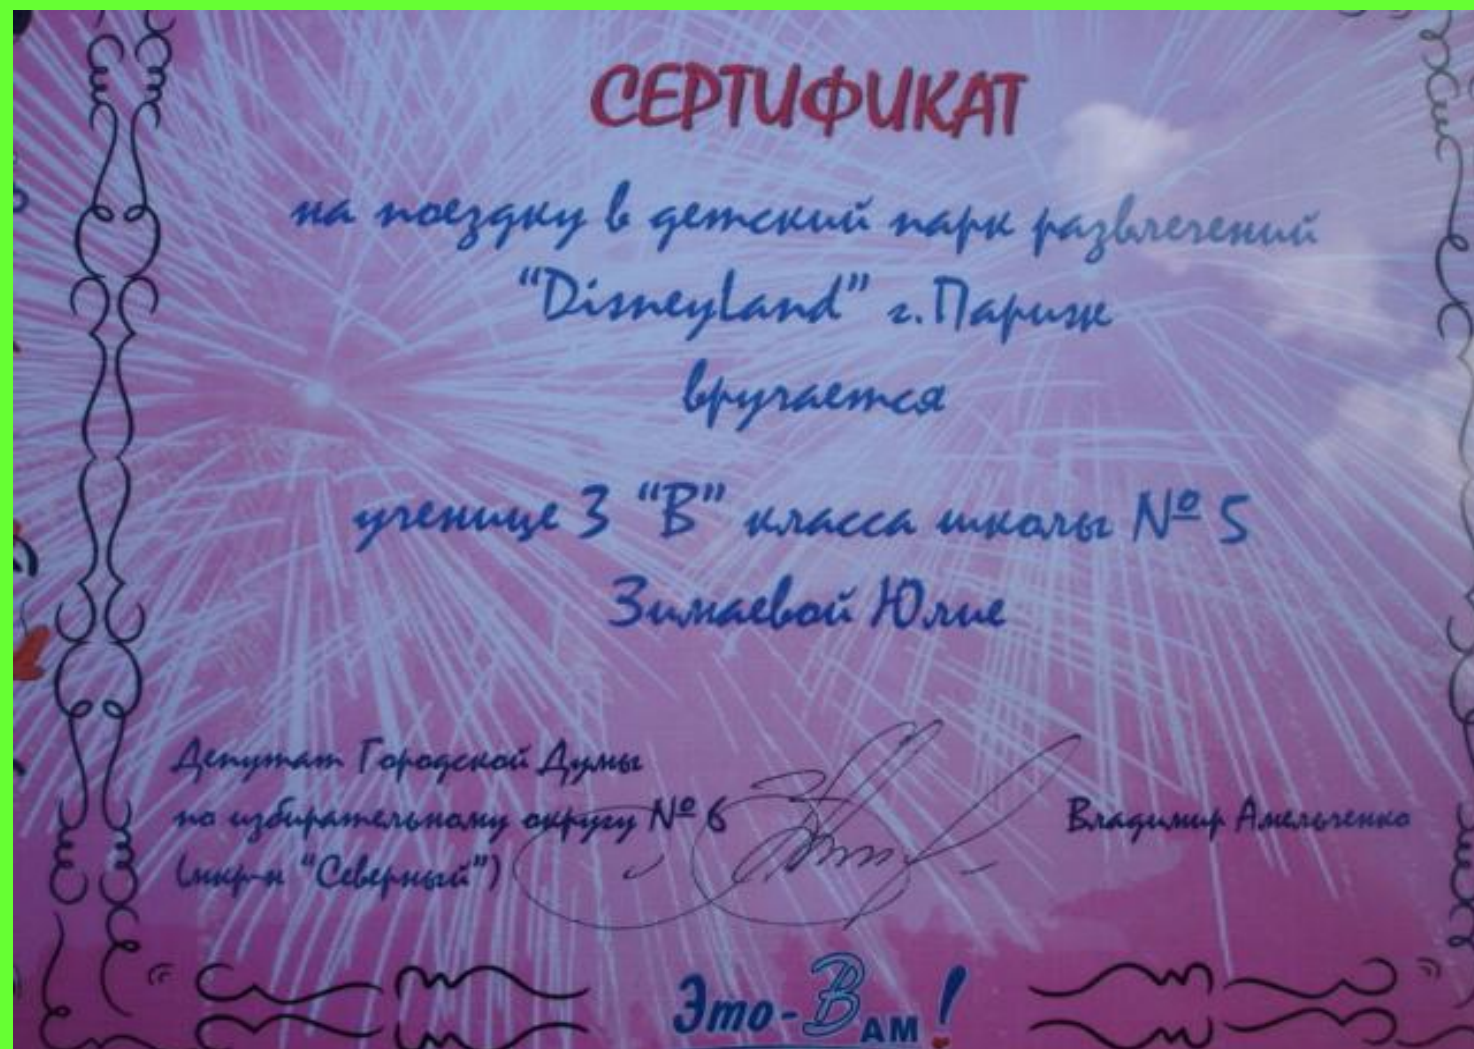 СЕРТИФИКАТ
на поездку в детский парк развлечений
"DisneyLand" г.Париж
вручается
ученице 3 "В" класса школы № 5
Зимаевой Юлие
Депутат Городской Думы
по избирательному округу № 6
(мкр-н "Северный")
Владимир Амельченко
Это-Вам!